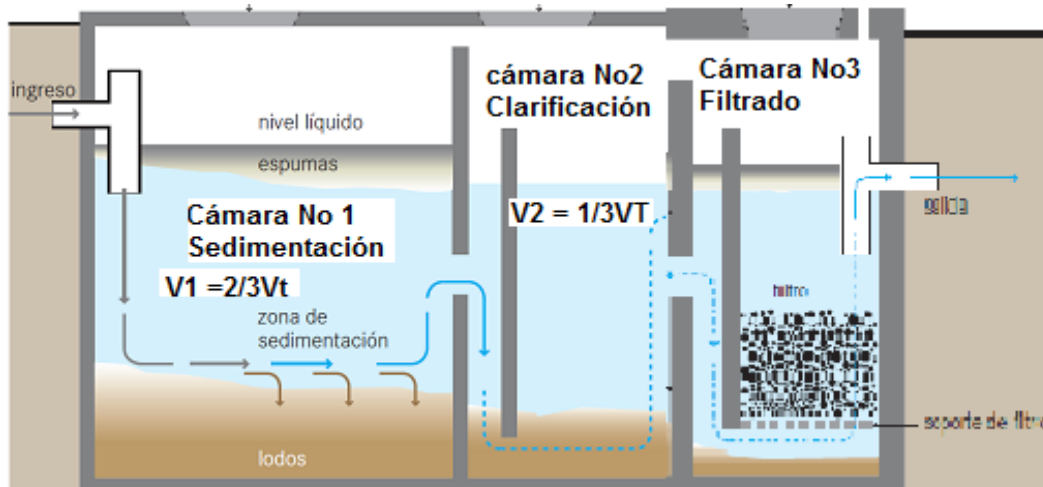 ingreso
nivel líquido
espumas
Cámara No 1
Sedimentación
V1 =2/3Vt
zona de
sedimentación
lodos
cámara No2
Clarificación
V2 = 1/3VT
Cámara No3
Filtrado
salida
filtro
soporte de filtro